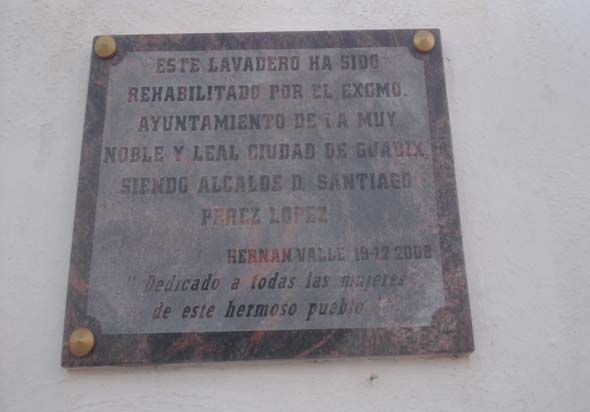 ESTE LAVADERO HA SIDO
REHABILITADO POR EL EXCMO.
AYUNTAMIENTO DE LA MUY
NOBLE Y LEAL CIUDAD DE GUADIX,
SIENDO ALCALDE D. SANTIAGO
PEREZ LOPEZ
HERNAN VALLE 19-12-2008
"Dedicado a todas las mujeres
de este hermoso pueblo"